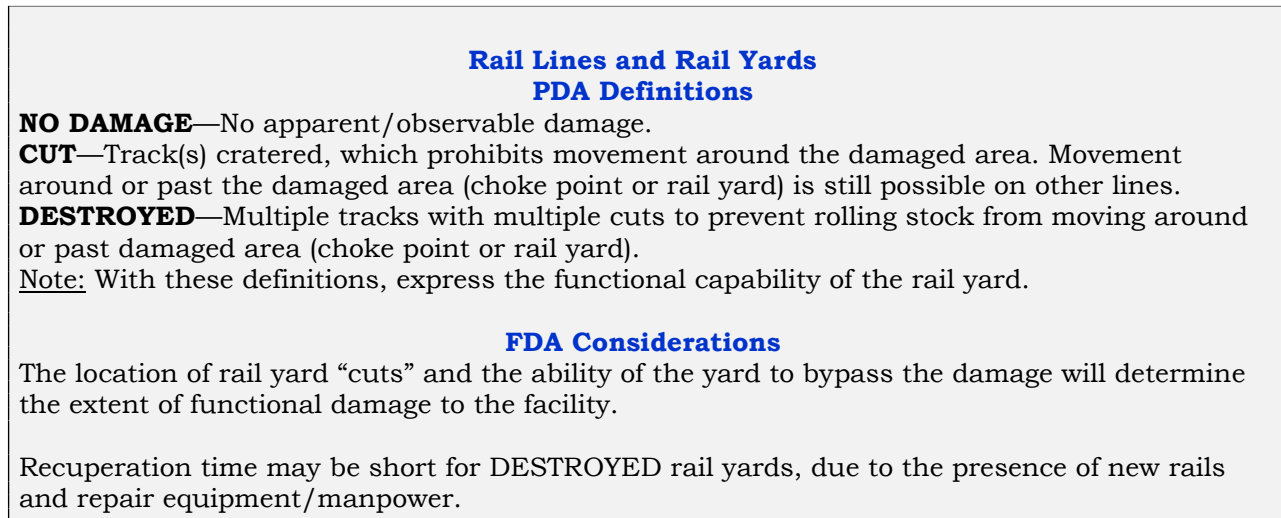 Rail Lines and Rail Yards
PDA Definitions
NO DAMAGE—No apparent/observable damage.
CUT—Track(s) cratered, which prohibits movement around the damaged area. Movement
around or past the damaged area (choke point or rail yard) is still possible on other lines.
DESTROYED—Multiple tracks with multiple cuts to prevent rolling stock from moving around
or past damaged area (choke point or rail yard).
Note: With these definitions, express the functional capability of the rail yard.
FDA Considerations
The location of rail yard “cuts” and the ability of the yard to bypass the damage will determine
the extent of functional damage to the facility.
Recuperation time may be short for DESTROYED rail yards, due to the presence of new rails
and repair equipment/manpower.